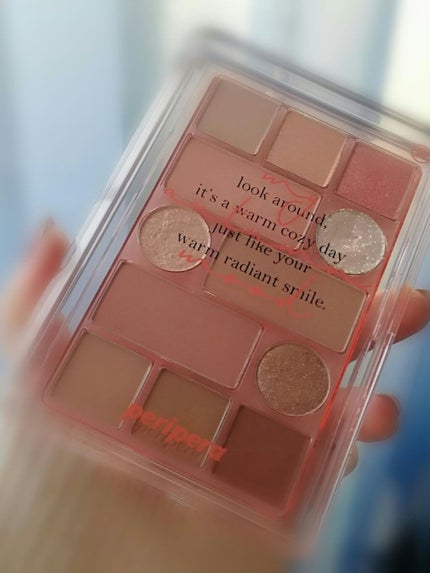 look around,
it's a warm cozy day
just like your
warm radiant smile.
peripera